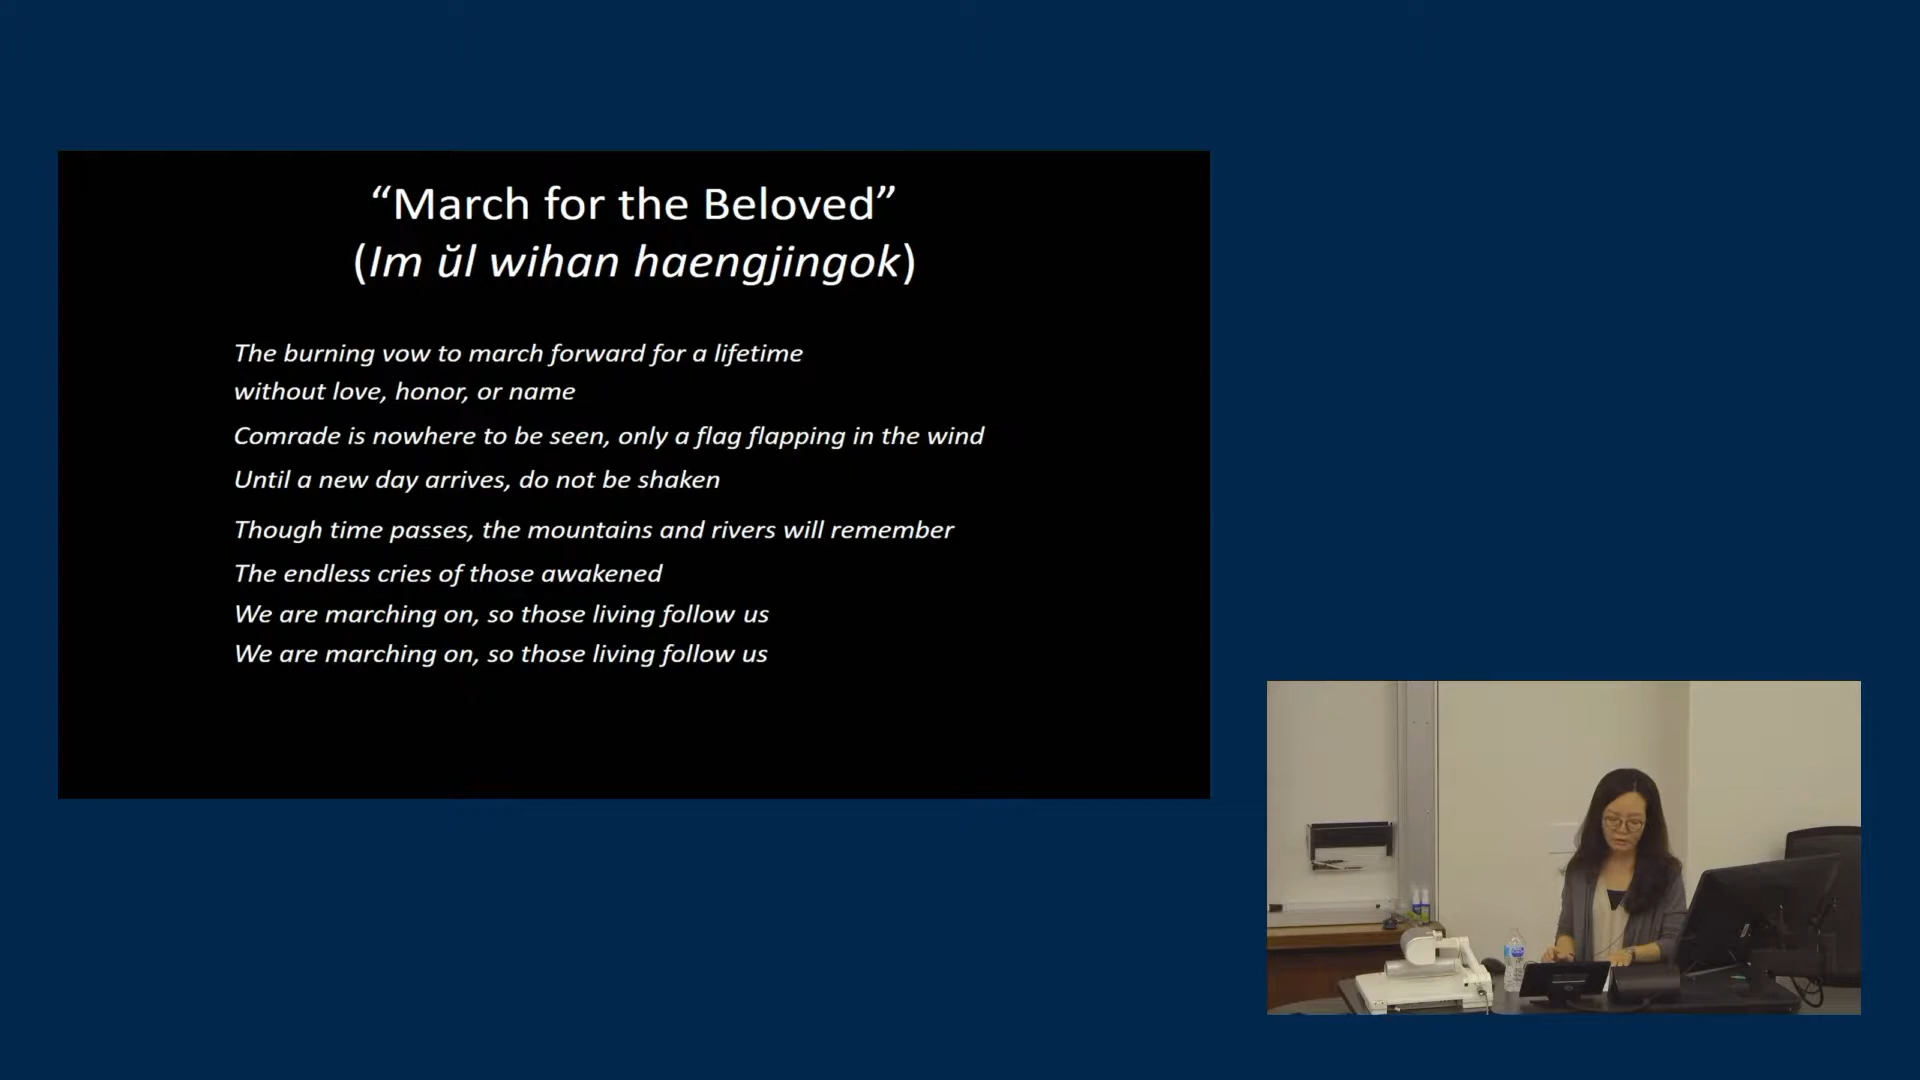 “March for the Beloved”
(Im ŭl wihan haengjingok)
The burning vow to march forward for a lifetime
without love, honor, or name
Comrade is nowhere to be seen, only a flag flapping in the wind
Until a new day arrives, do not be shaken
Though time passes, the mountains and rivers will remember
The endless cries of those awakened
We are marching on, so those living follow us
We are marching on, so those living follow us